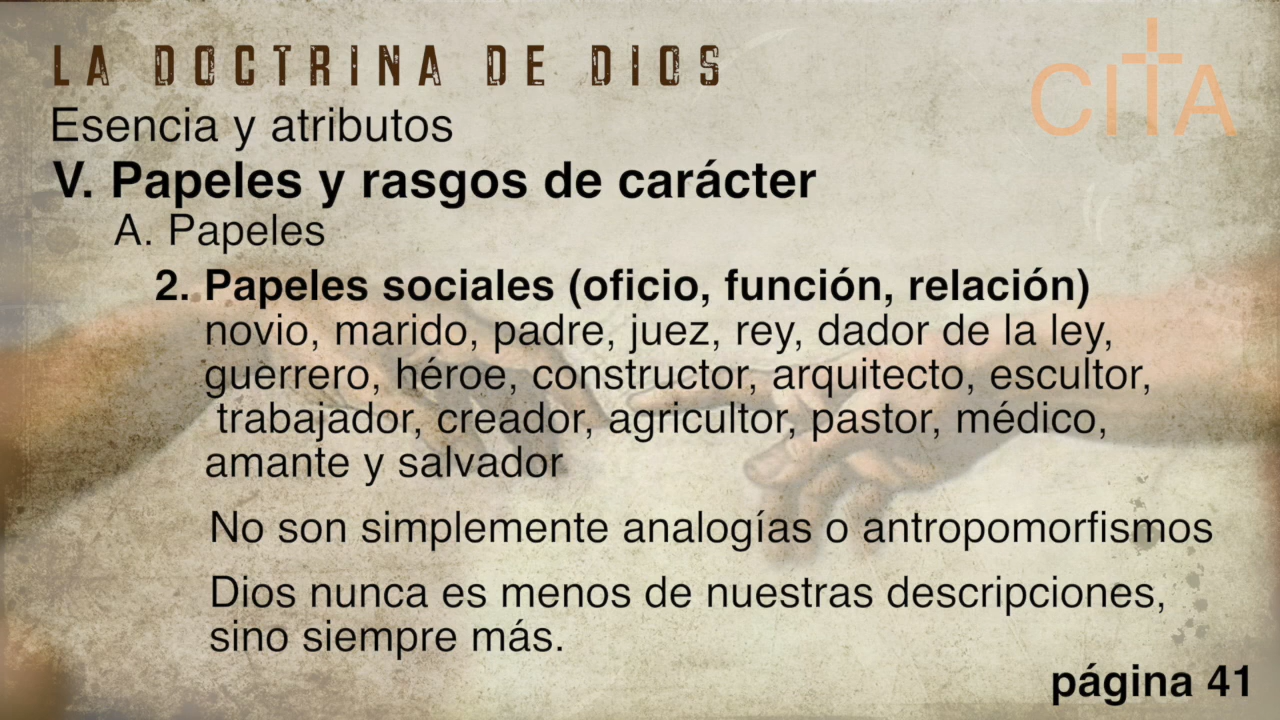 LA DOCTRINA DE DIOS
CITA
Esencia y atributos
V. Papeles y rasgos de carácter
A. Papeles
2. Papeles sociales (oficio, función, relación)
novio, marido, padre, juez, rey, dador de la ley,
guerrero, héroe, constructor, arquitecto, escultor,
trabajador, creador, agricultor, pastor, médico,
amante y salvador
No son simplemente analogías o antropomorfismos
Dios nunca es menos de nuestras descripciones,
sino siempre más.
página 41